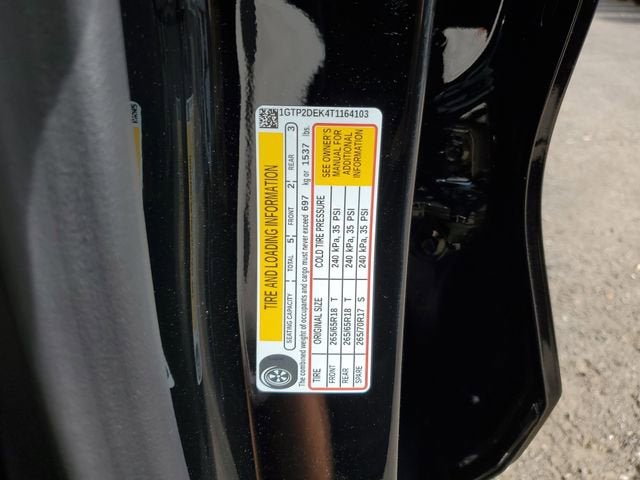 1GTP2DEK4T1164103
TIRE AND LOADING INFORMATION
SEATING CAPACITY TOTAL 5 FRONT 2 REAR 3
The combined weight of occupants and cargo must never exceed 697 kg or 1537 lbs.
TIRE ORIGINAL SIZE COLD TIRE PRESSURE
FRONT 265/65R18 T 240 kPa, 35 PSI
REAR 265/65R18 T 240 kPa, 35 PSI
SPARE 265/70R17 S 240 kPa, 35 PSI
SEE OWNER'S
MANUAL FOR
ADDITIONAL
INFORMATION